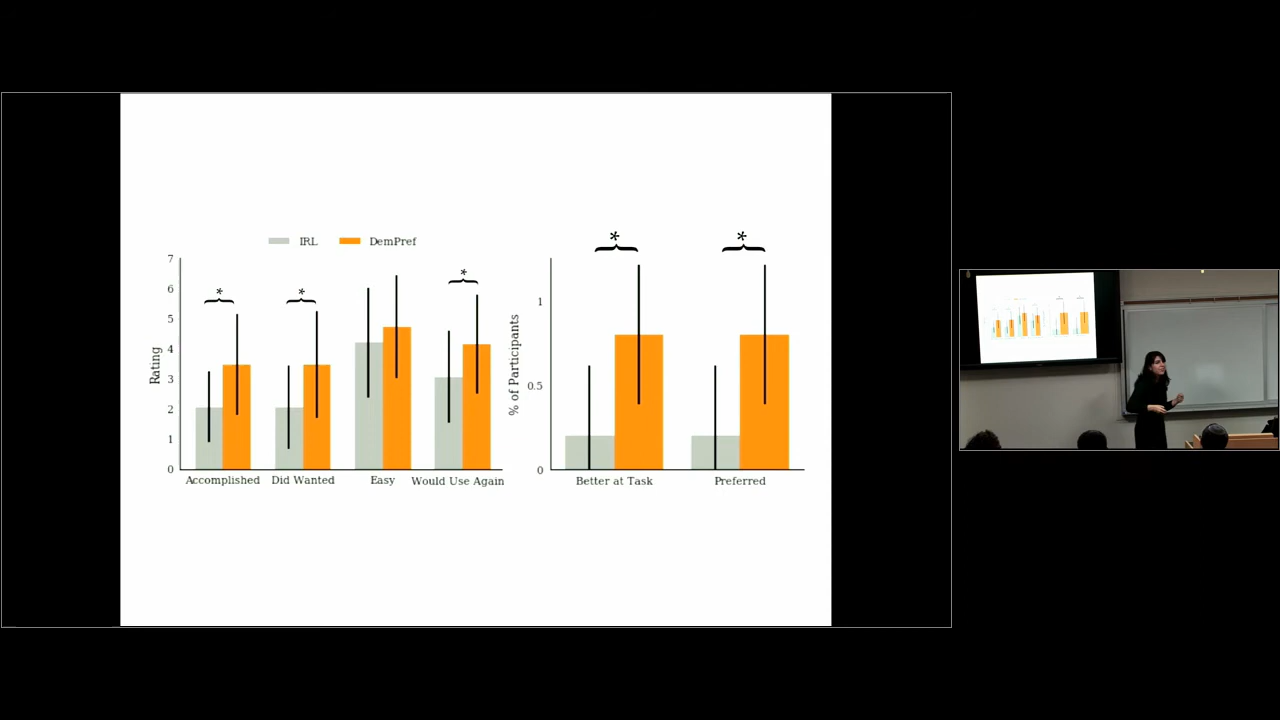 IRL DemPref
7
6
5
4
3
2
1
0
Rating
* * *
Accomplished Did Wanted Easy Would Use Again
* *
1
0.5
0
% of Participants
Better at Task Preferred